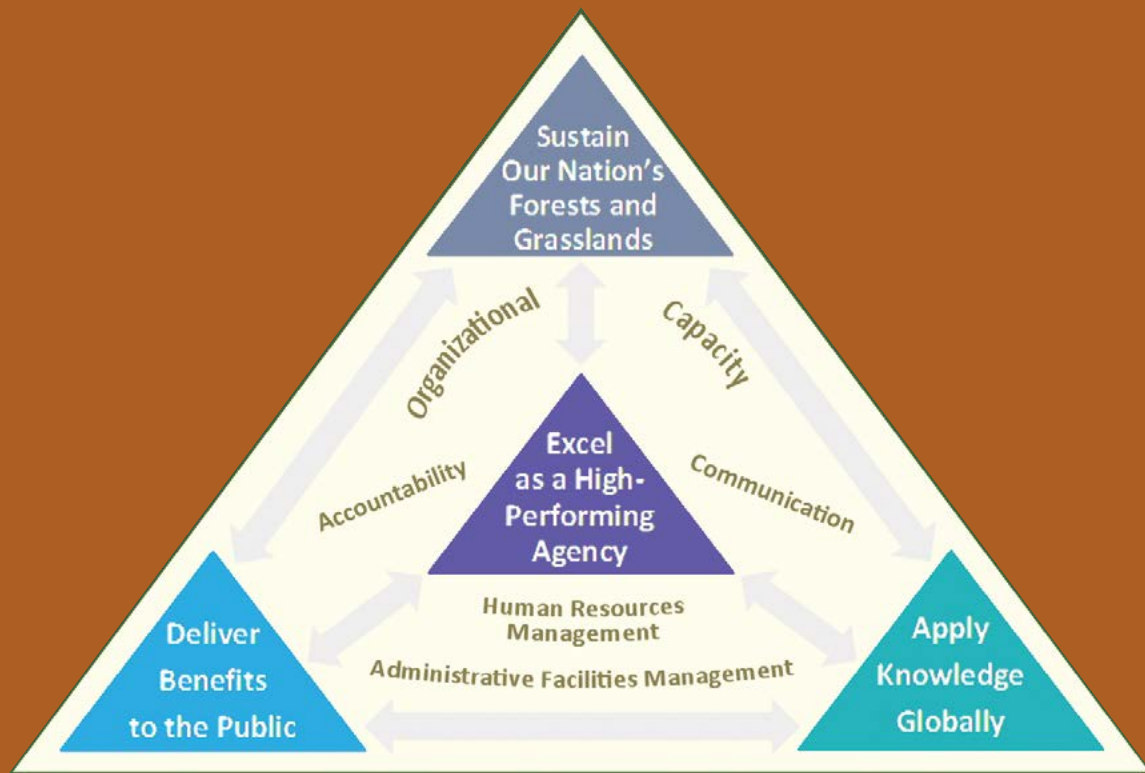 Sustain
Our Nation's
Forests and
Grasslands
Organizational
Capacity
Accountability
Excel
as a High-
Performing
Agency
Communication
Human Resources
Management
Administrative Facilities Management
Deliver
Benefits
to the Public
Apply
Knowledge
Globally